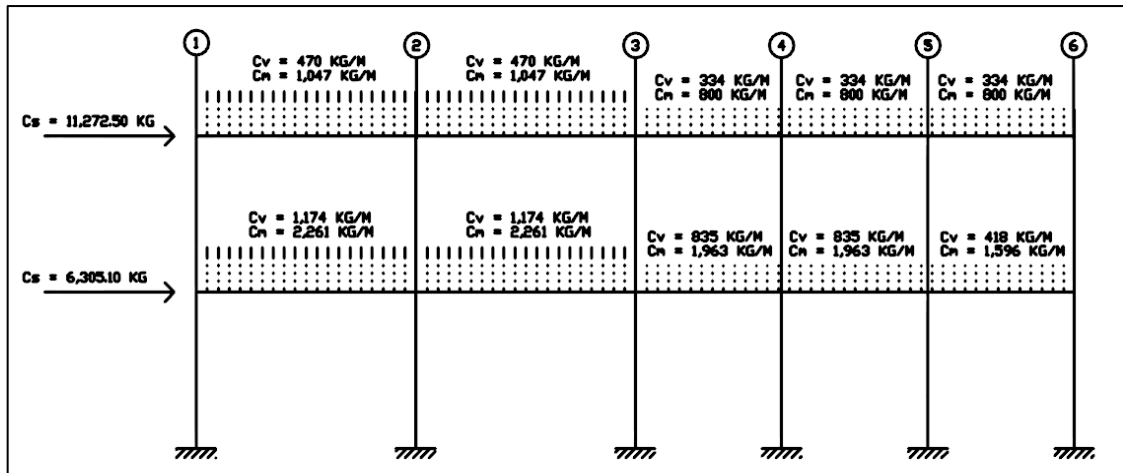 1 2 3 4 5 6
Cv = 470 KG/M
Cm = 1,047 KG/M
Cv = 470 KG/M
Cm = 1,047 KG/M
Cv = 334 KG/M
Cm = 800 KG/M
Cv = 334 KG/M
Cm = 800 KG/M
Cv = 334 KG/M
Cm = 800 KG/M
Cs = 11,272.50 KG
Cv = 1,174 KG/M
Cm = 2,261 KG/M
Cv = 1,174 KG/M
Cm = 2,261 KG/M
Cv = 835 KG/M
Cm = 1,963 KG/M
Cv = 835 KG/M
Cm = 1,963 KG/M
Cv = 418 KG/M
Cm = 1,596 KG/M
Cs = 6,305.10 KG